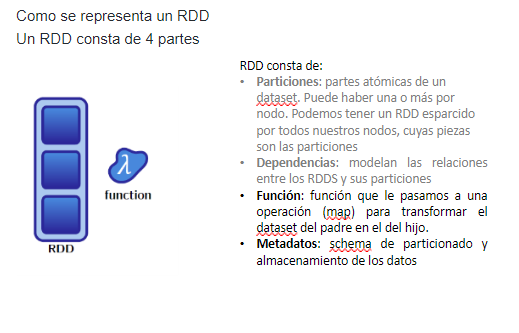 Como se representa un RDD
Un RDD consta de 4 partes
RDD consta de:
• Particiones: partes atómicas de un
dataset. Puede haber una o más por
nodo. Podemos tener un RDD esparcido
por todos nuestros nodos, cuyas piezas
son las particiones
• Dependencias: modelan las relaciones
entre los RDDS y sus particiones
• Función: función que le pasamos a una
operación (map) para transformar el
dataset del padre en el del hijo.
• Metadatos: schema de particionado y
almacenamiento de los datos
λ
function
RDD